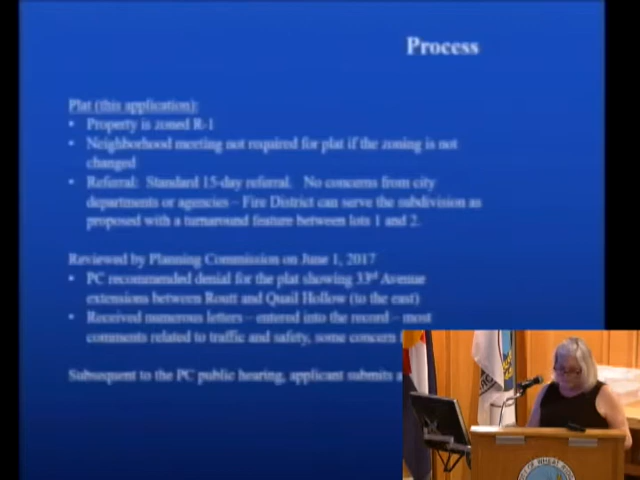 Process
Plat (this application):
• Property is zoned R-1
• Neighborhood meeting not required for plat if the zoning is not
changed
• Referral: Standard 15-day referral. No concerns from city
departments or agencies – Fire District can serve the subdivision as
proposed with a turnaround feature between lots 1 and 2.
Reviewed by Planning Commission on June 1, 2017
• PC recommended denial for the plat showing 33rd Avenue
extensions between Routt and Quail Hollow (to the east)
• Received numerous letters – entered into the record – most
comments related to traffic and safety, some concern
Subsequent to the PC public hearing, applicant submits
OF WHEAT